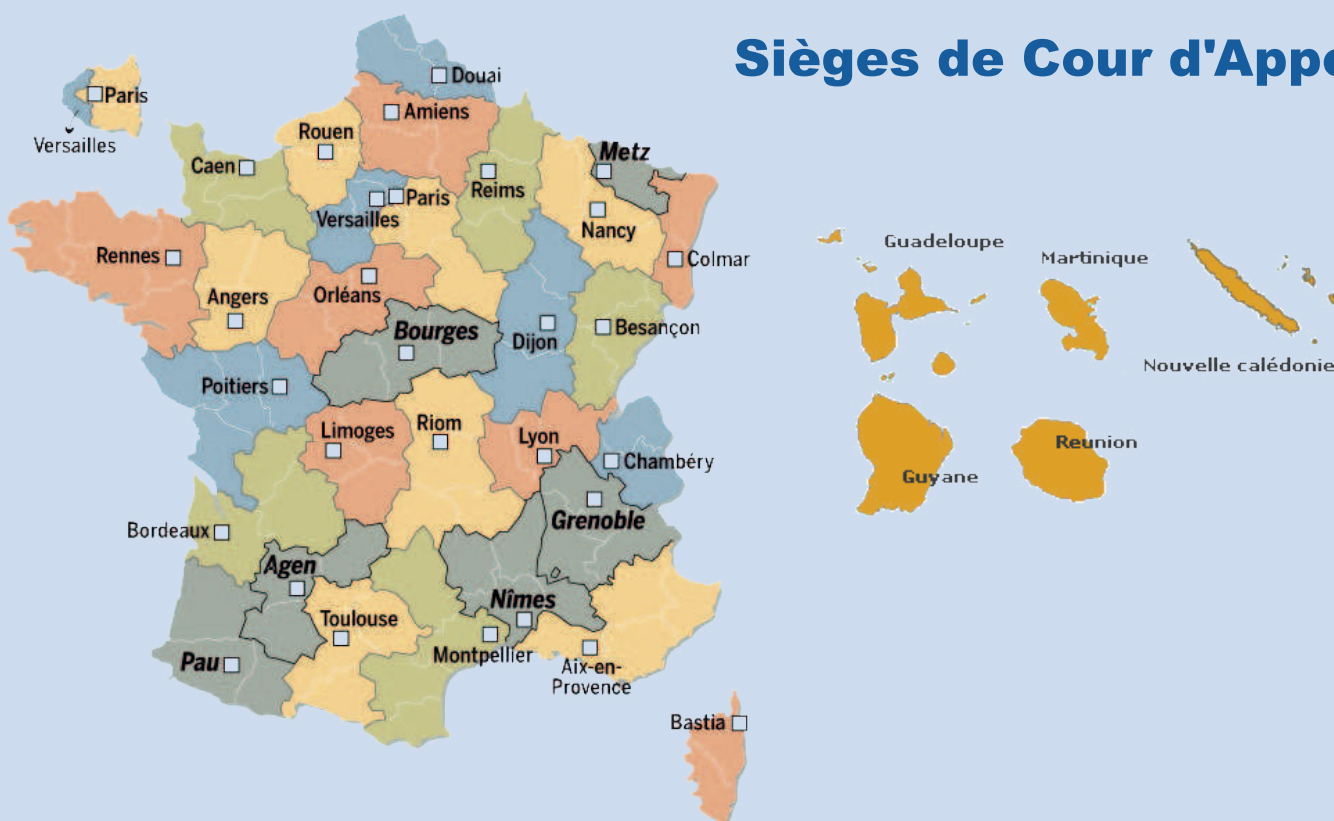 Sièges de Cour d'Appe
Douai
Paris
Amiens
Versailles
Rouen
Metz
Caen
Reims
Paris
Versailles
Nancy
Rennes
Colmar
Angers
Orléans
Bourges
Besançon
Dijon
Poitiers
Limoges
Riom
Lyon
Chambéry
Grenoble
Bordeaux
Agen
Nîmes
Toulouse
Montpellier
Pau
Aix-en-
Provence
Bastia
Guadeloupe
Martinique
Nouvelle calédonie
Reunion
Guyane